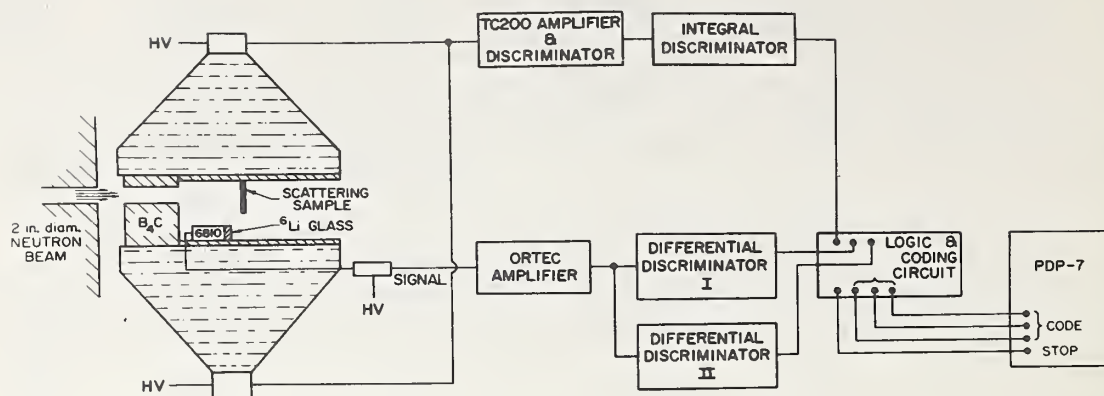 HV
TC200 AMPLIFIER
&
DISCRIMINATOR
INTEGRAL
DISCRIMINATOR
SCATTERING
SAMPLE
2 in. diam.
NEUTRON
BEAM
B₄C
6810
⁶Li GLASS
SIGNAL
HV
ORTEC
AMPLIFIER
DIFFERENTIAL
DISCRIMINATOR
I
DIFFERENTIAL
DISCRIMINATOR
II
LOGIC &
CODING
CIRCUIT
PDP-7
CODE
STOP
HV